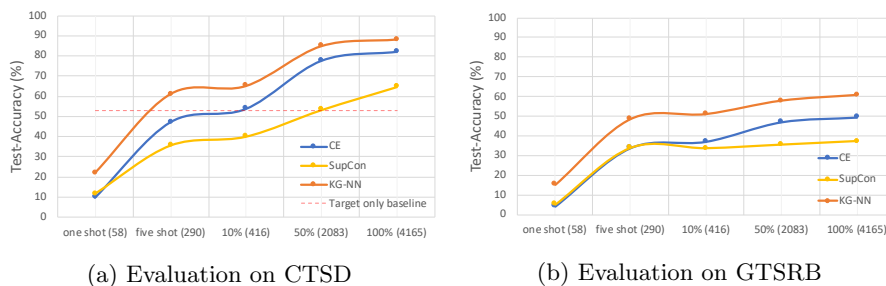 Test-Accuracy (%)
100
90
80
70
60
50
40
30
20
10
0
CE
SupCon
KG-NN
Target only baseline
one shot (58) five shot (290) 10% (416) 50% (2083) 100% (4165)
(a) Evaluation on CTSD
Test-Accuracy (%)
100
90
80
70
60
50
40
30
20
10
0
CE
SupCon
KG-NN
one shot (58) five shot (290) 10% (416) 50% (2083) 100% (4165)
(b) Evaluation on GTSRB